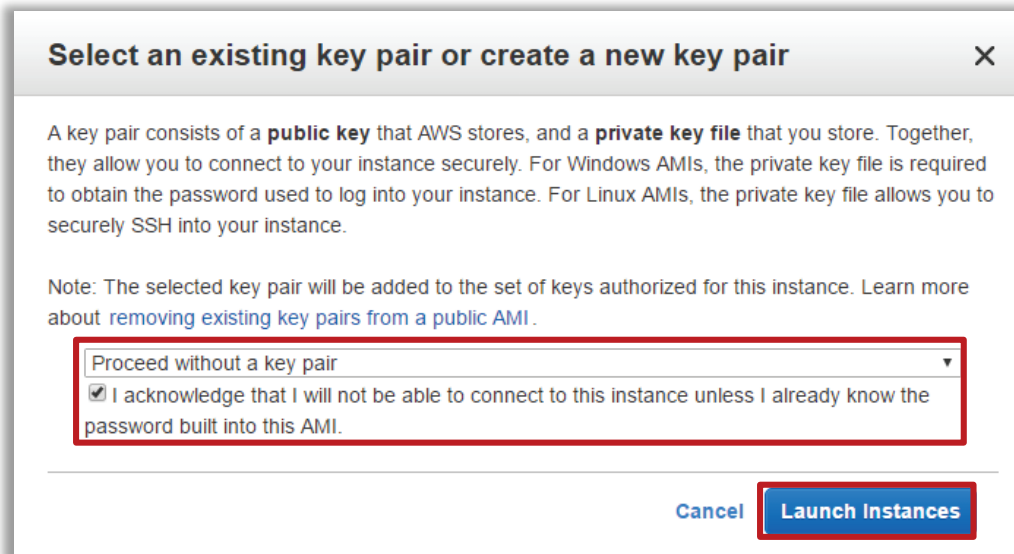 Select an existing key pair or create a new key pair
A key pair consists of a public key that AWS stores, and a private key file that you store. Together,
they allow you to connect to your instance securely. For Windows AMIs, the private key file is required
to obtain the password used to log into your instance. For Linux AMIs, the private key file allows you to
securely SSH into your instance.
Note: The selected key pair will be added to the set of keys authorized for this instance. Learn more
about removing existing key pairs from a public AMI.
Proceed without a key pair
I acknowledge that I will not be able to connect to this instance unless I already know the
password built into this AMI.
Cancel Launch Instances